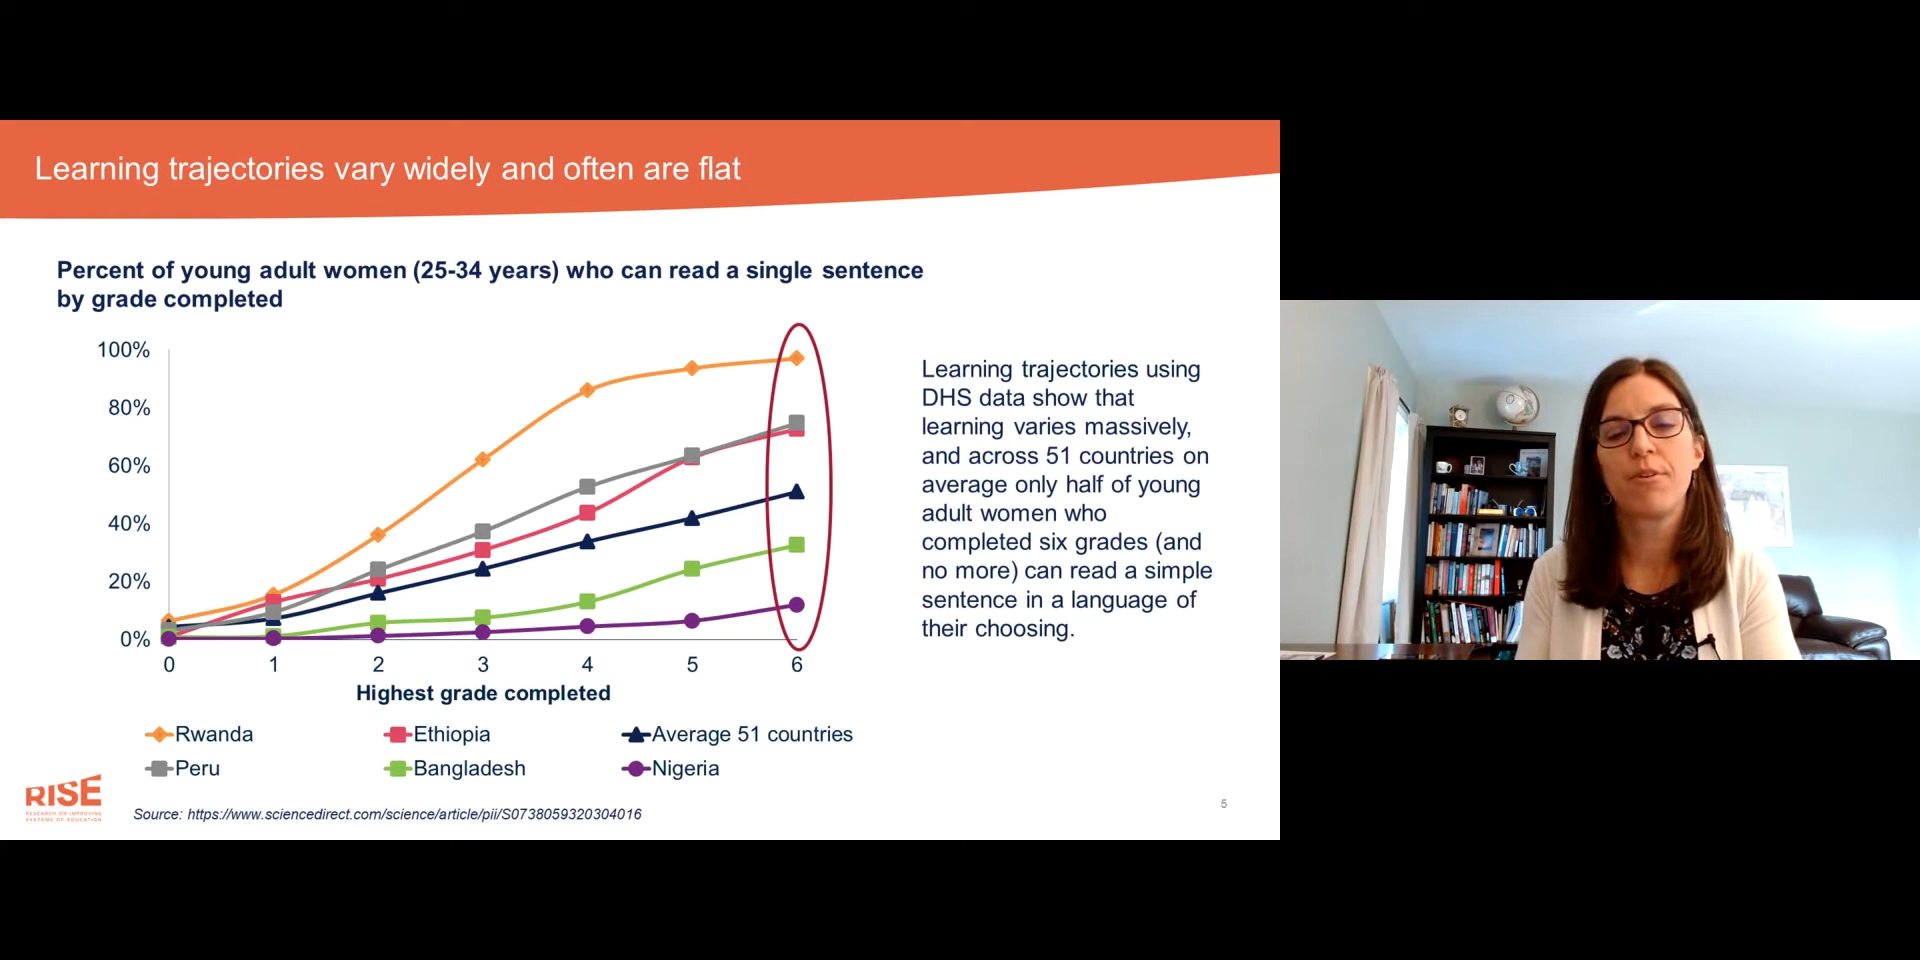 Learning trajectories vary widely and often are flat
Percent of young adult women (25-34 years) who can read a single sentence
by grade completed
100%
80%
60%
40%
20%
0%
0 1 2 3 4 5 6
Highest grade completed
Rwanda Ethiopia Average 51 countries
Peru Bangladesh Nigeria
Learning trajectories using
DHS data show that
learning varies massively,
and across 51 countries on
average only half of young
adult women who
completed six grades (and
no more) can read a simple
sentence in a language of
their choosing.
RISE
RESEARCH ON IMPROVING
SYSTEMS OF EDUCATION
Source: https://www.sciencedirect.com/science/article/pii/S0738059320304016
5